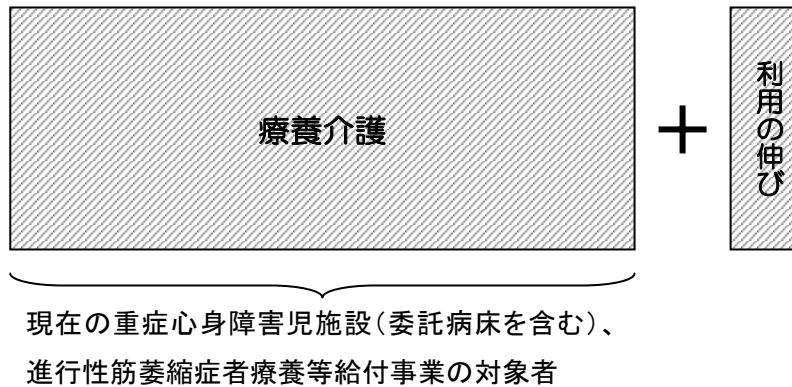 療養介護
＋
利用の伸び
現在の重症心身障害児施設（委託病床を含む）、
進行性筋萎縮症者療養等給付事業の対象者